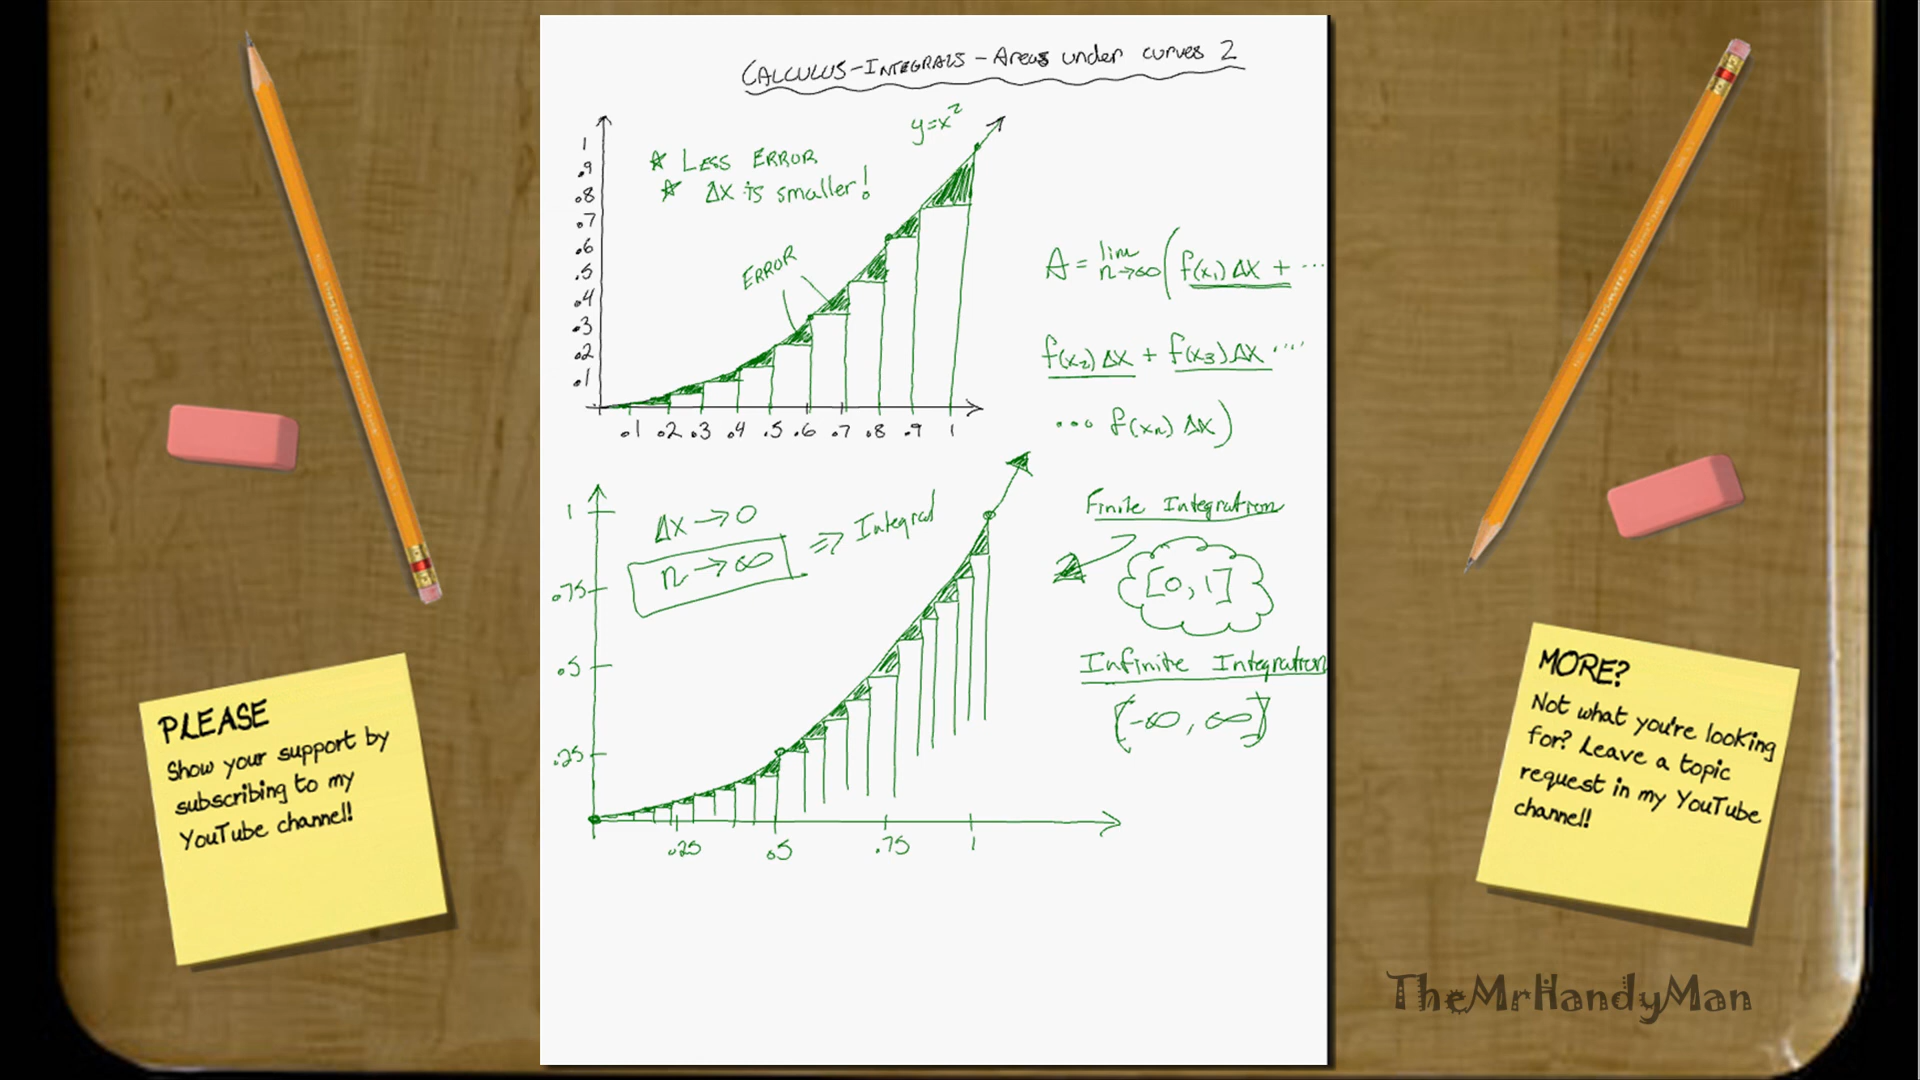 CALCULUS-INTEGRALS-Areas under curves 2
y=x²
* LESS ERROR
* Δx is smaller!
ERROR
1
.9
.8
.7
.6
.5
.4
.3
.2
.1
.1 .2 .3 .4 .5 .6 .7 .8 .9 1
A = lim n→∞ (f(x₁)Δx + ...
f(x₂)Δx + f(x₃)Δx ....
... f(xₙ)Δx)
Δx → 0
n → ∞ => Integral
1
.75
.5
.25
.25 .5 .75 1
Finite Integration
[0,1]
Infinite Integration
[-∞, ∞]
PLEASE
Show your support by
subscribing to my
YouTube channel!
MORE?
Not what you're looking
for? Leave a topic
request in my YouTube
channel!
TheMrHandyMan